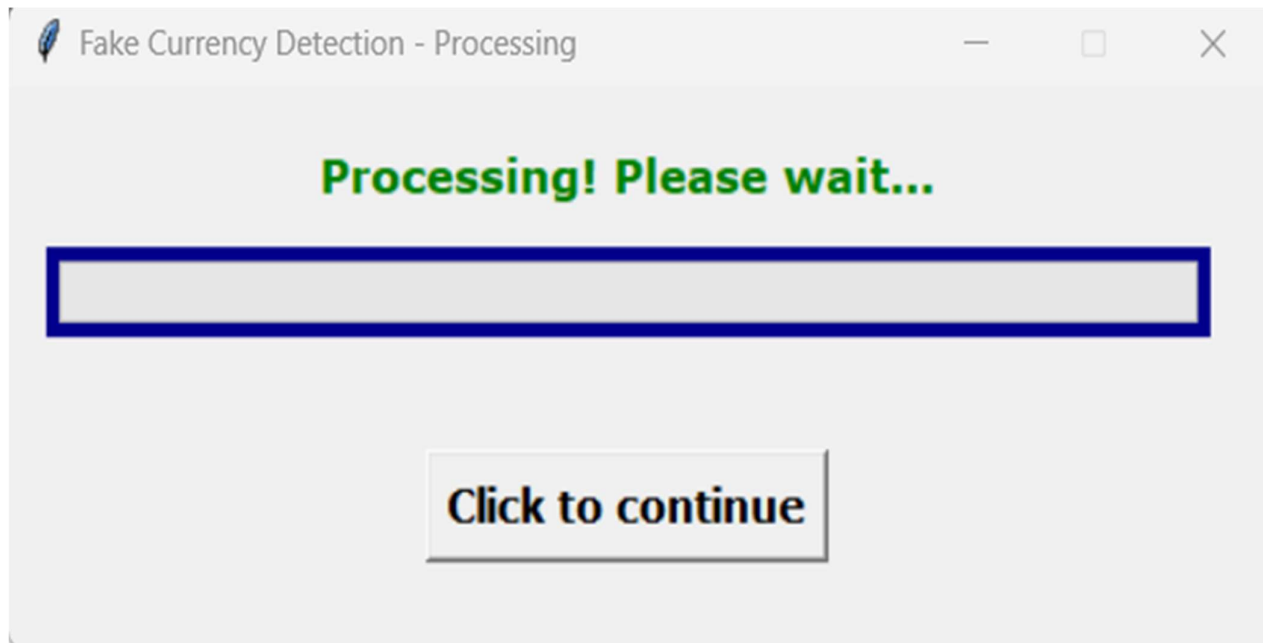 Fake Currency Detection - Processing
Processing! Please wait...
Click to continue